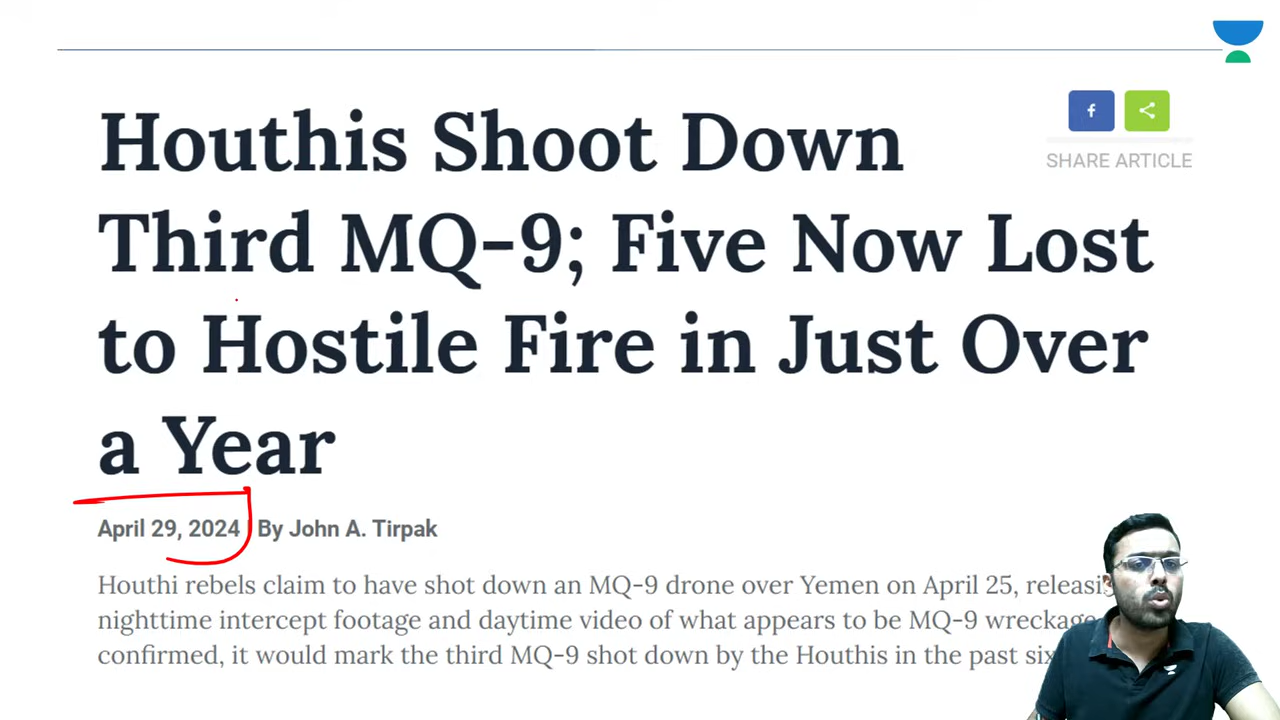 Houthis Shoot Down
Third MQ-9; Five Now Lost
to Hostile Fire in Just Over
a Year
f
SHARE ARTICLE
April 29, 2024 | By John A. Tirpak
Houthi rebels claim to have shot down an MQ-9 drone over Yemen on April 25,
nighttime intercept footage and daytime video of what appears to be MQ-9 wreckage
confirmed, it would mark the third MQ-9 shot down by the Houthis in the past